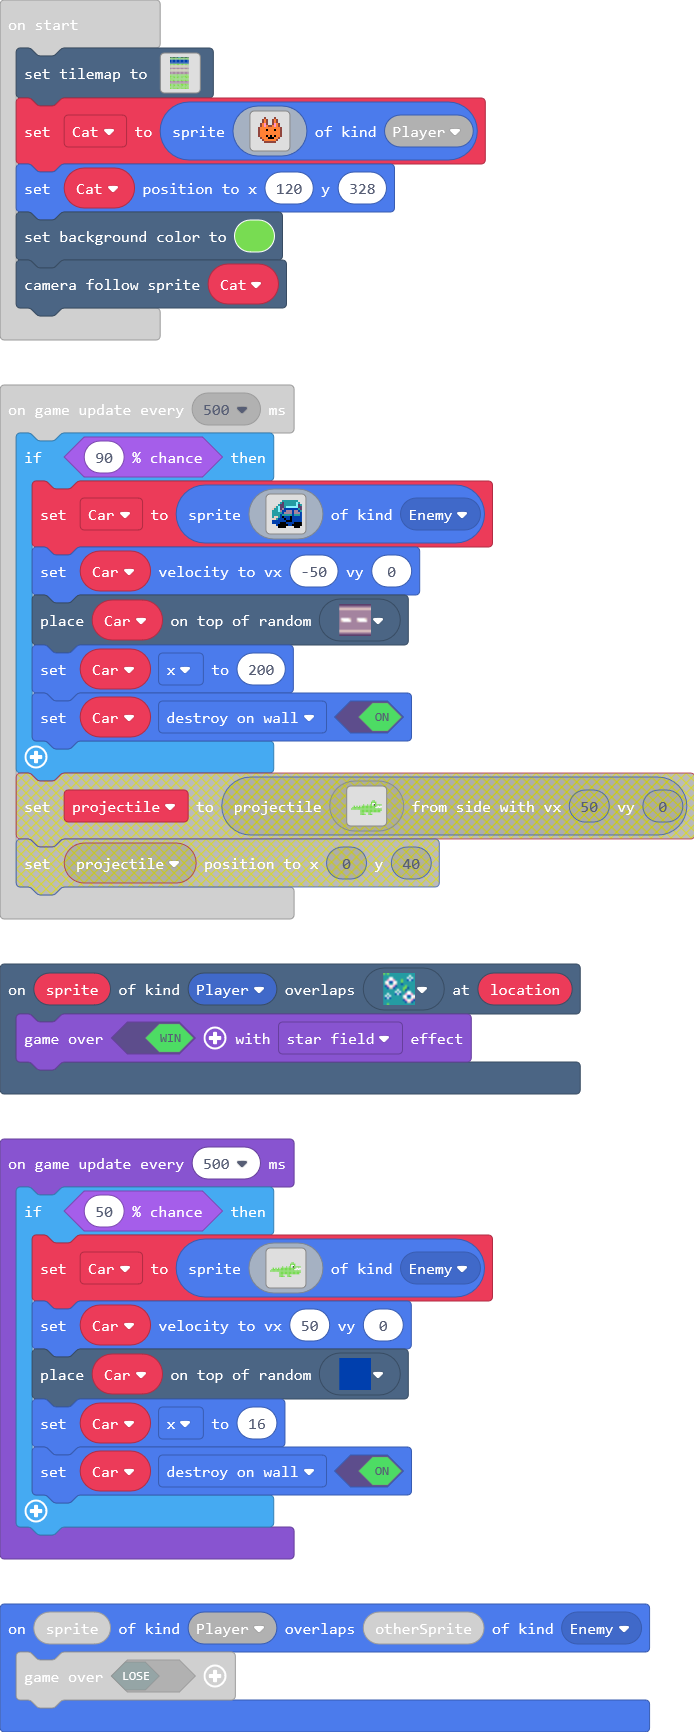 on start
set tilemap to
set Cat to sprite of kind Player
set Cat position to x 120 y 328
set background color to
camera follow sprite Cat
on game update every 500 ms
if 90 % chance then
set Car to sprite of kind Enemy
set Car velocity to vx -50 vy 0
place Car on top of random
set Car x to 200
set Car destroy on wall ON
set projectile to projectile from side with vx 50 vy 0
set projectile position to x 0 y 40
on sprite of kind Player overlaps at location
game over WIN with star field effect
on game update every 500 ms
if 50 % chance then
set Car to sprite of kind Enemy
set Car velocity to vx 50 vy 0
place Car on top of random
set Car x to 16
set Car destroy on wall ON
on sprite of kind Player overlaps otherSprite of kind Enemy
game over LOSE